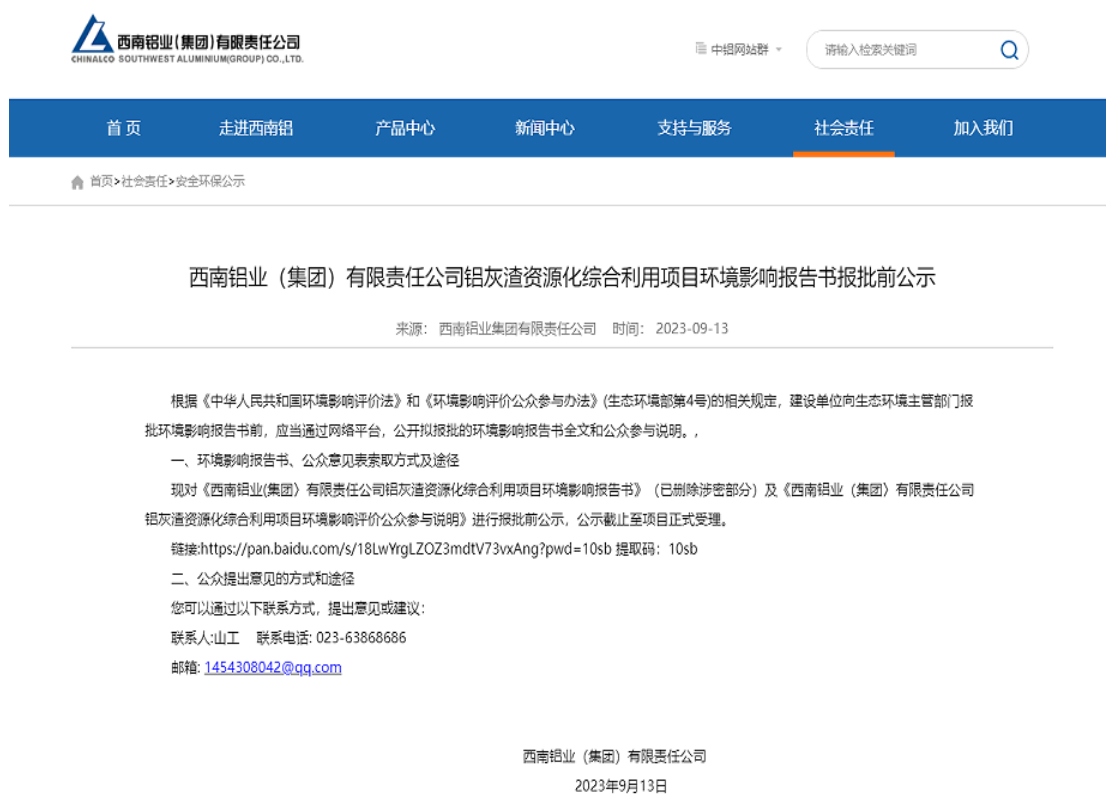 西南铝业(集团)有限责任公司
CHINALCO SOUTHWEST ALUMINIUM(GROUP) CO.,LTD.
中铝网站群
请输入检索关键词
首 页 走进西南铝 产品中心 新闻中心 支持与服务 社会责任 加入我们
首页>社会责任>安全环保公示
西南铝业（集团）有限责任公司铝灰渣资源化综合利用项目环境影响报告书报批前公示
来源： 西南铝业集团有限责任公司 时间： 2023-09-13
根据《中华人民共和国环境影响评价法》和《环境影响评价公众参与办法》(生态环境部第4号)的相关规定，建设单位向生态环境主管部门报
批环境影响报告书前，应当通过网络平台，公开拟报批的环境影响报告书全文和公众参与说明。,
一、环境影响报告书、公众意见表索取方式及途径
现对《西南铝业(集团）有限责任公司铝灰渣资源化综合利用项目环境影响报告书》（已删除涉密部分）及《西南铝业（集团）有限责任公司
铝灰渣资源化综合利用项目环境影响评价公众参与说明》进行报批前公示，公示截止至项目正式受理。
链接:https://pan.baidu.com/s/18LwYrgLZOZ3mdtV73vxAng?pwd=10sb 提取码：10sb
二、公众提出意见的方式和途径
您可以通过以下联系方式，提出意见或建议：
联系人:山工 联系电话: 023-63868686
邮箱: 1454308042@qq.com
西南铝业（集团）有限责任公司
2023年9月13日